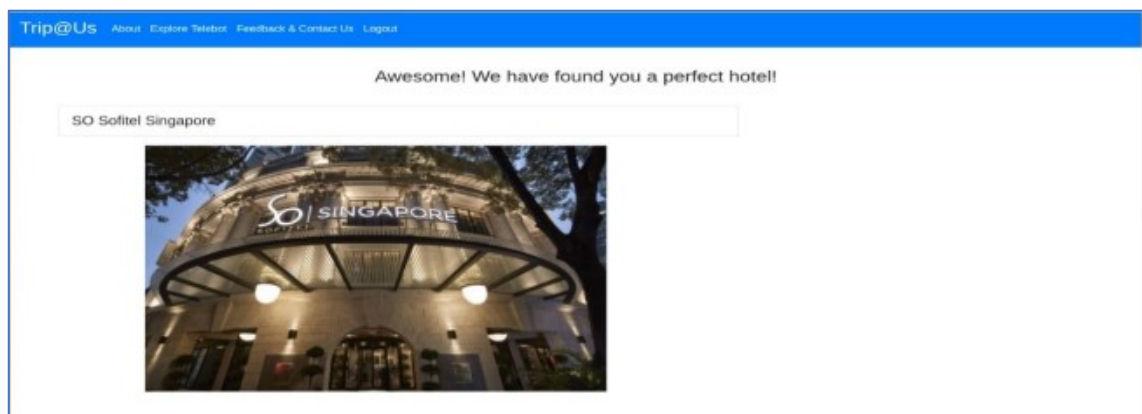 Trip@Us About Explore Telebot Feedback & Contact Us Logout
Awesome! We have found you a perfect hotel!
SO Sofitel Singapore
So | SINGAPORE
SOFITEL